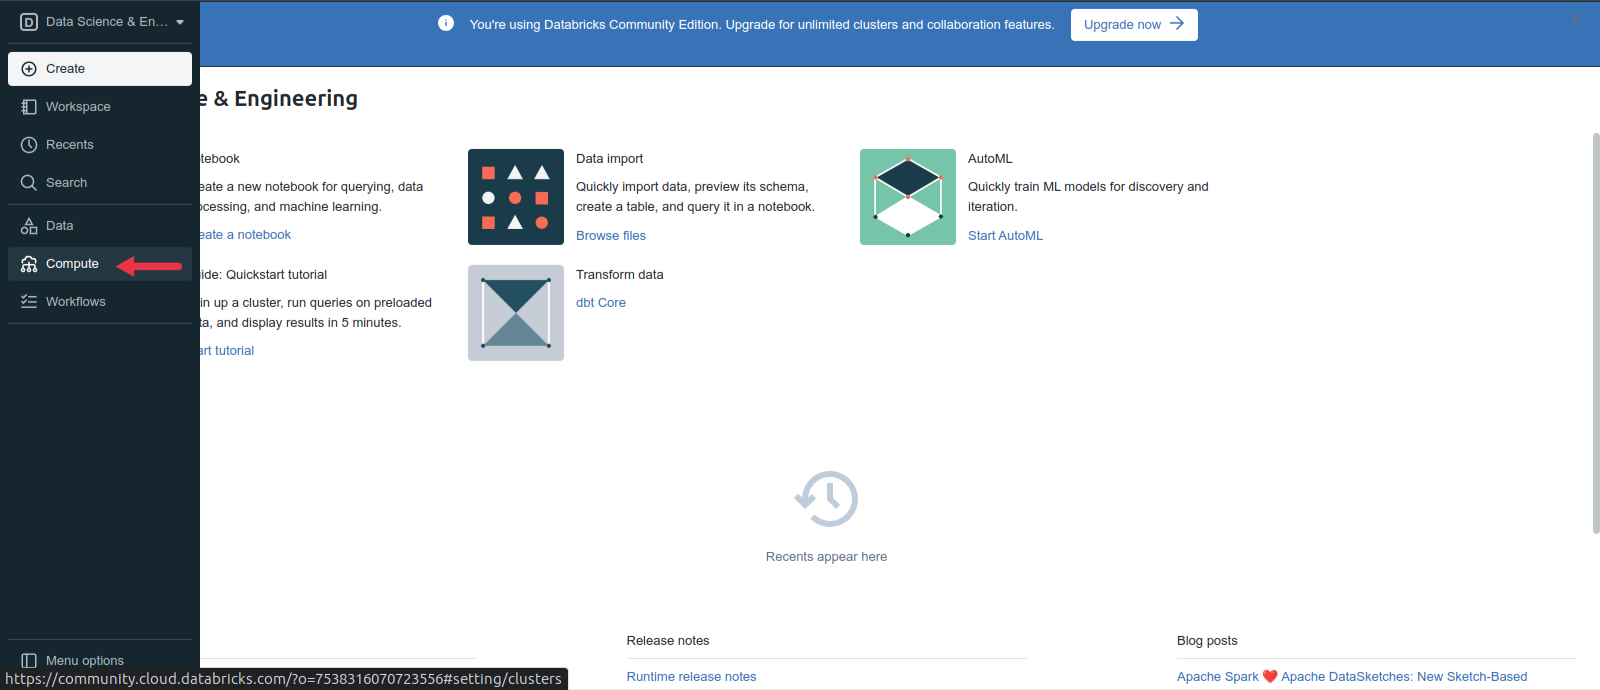 D Data Science & En...
You're using Databricks Community Edition. Upgrade for unlimited clusters and collaboration features.
Upgrade now
Create
Workspace
Recents
Search
Data
Compute
Workflows
Menu options
e & Engineering
tebook
eate a new notebook for querying, data
ocessing, and machine learning.
eate a notebook
Data import
Quickly import data, preview its schema,
create a table, and query it in a notebook.
Browse files
AutoML
Quickly train ML models for discovery and
iteration.
Start AutoML
ide: Quickstart tutorial
in up a cluster, run queries on preloaded
ta, and display results in 5 minutes.
art tutorial
Transform data
dbt Core
Recents appear here
Release notes
Runtime release notes
Blog posts
Apache Spark ❤️ Apache DataSketches: New Sketch-Based
https://community.cloud.databricks.com/?o=7538316070723556#setting/clusters